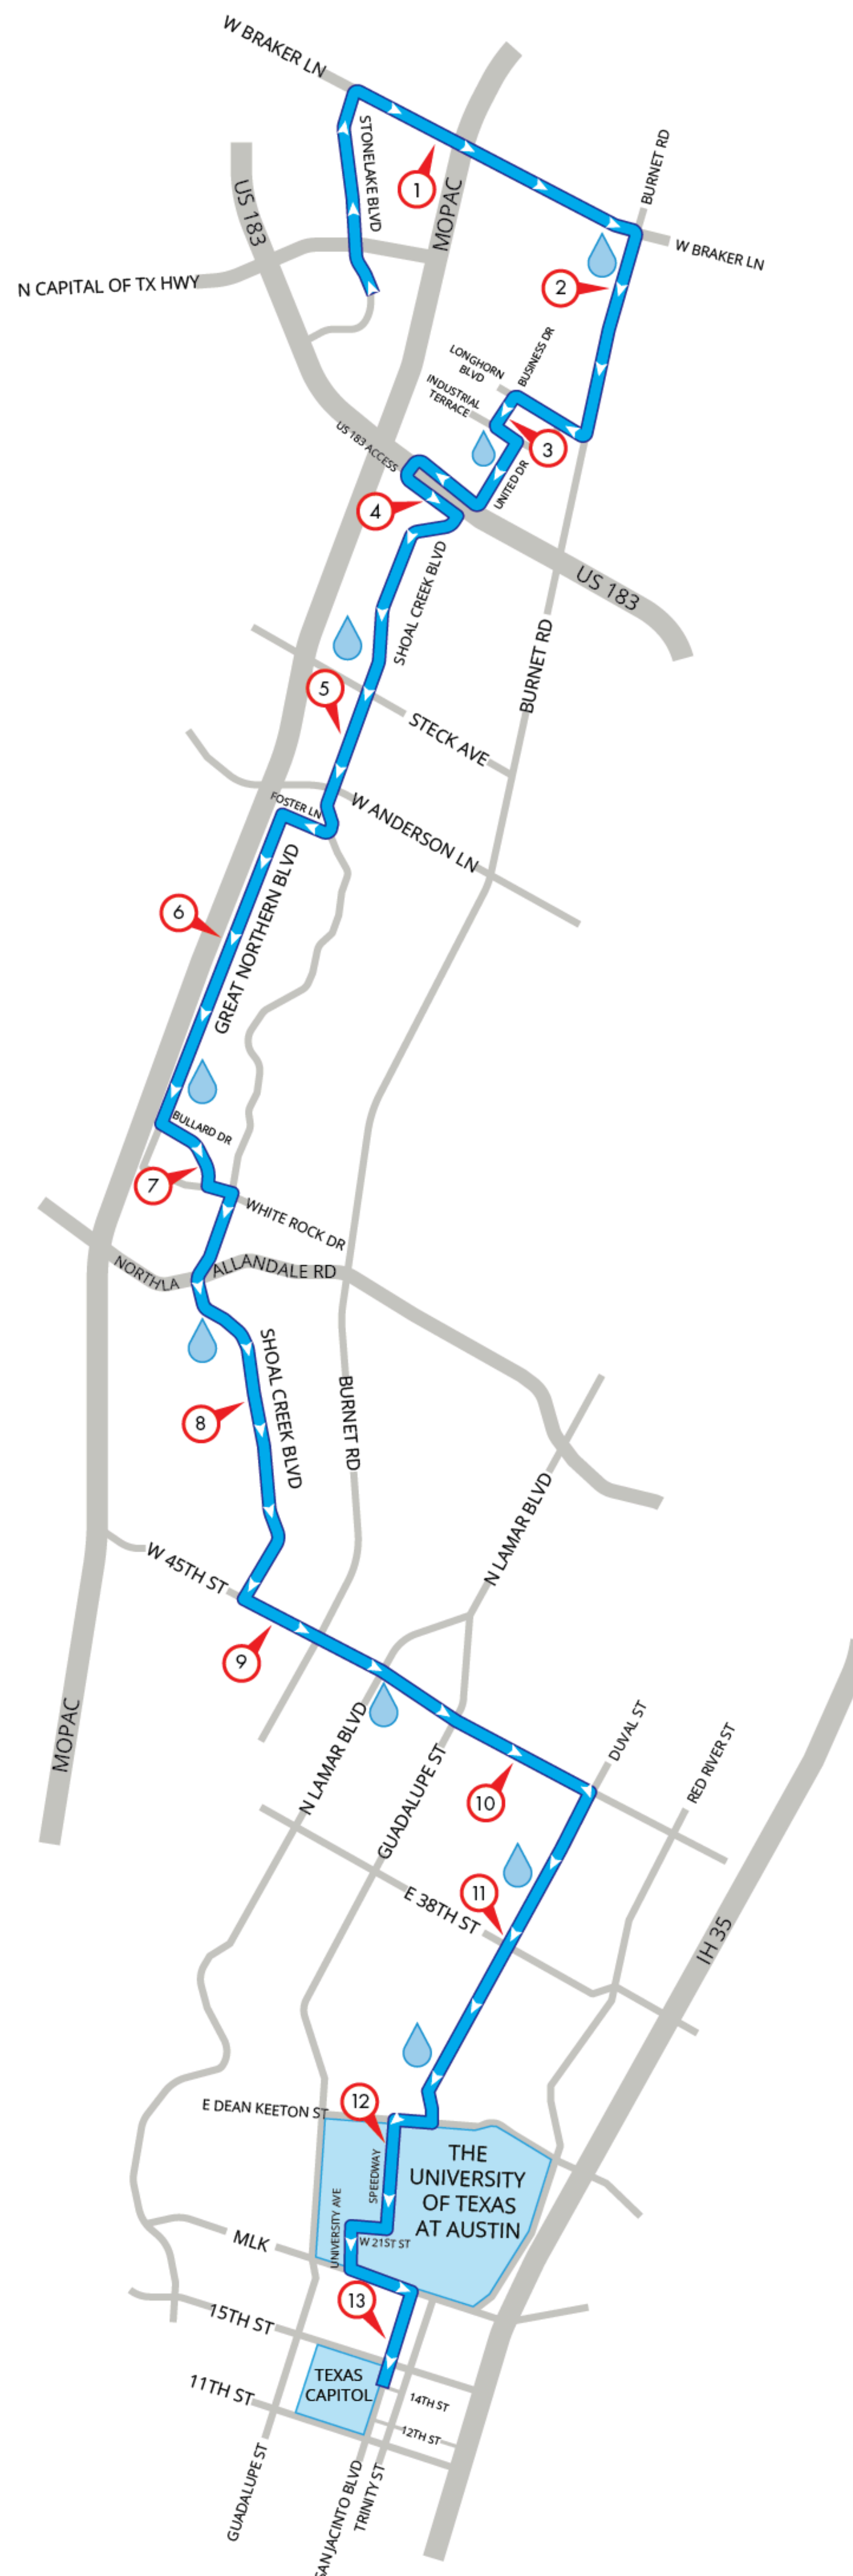 W BRAKER LN
STONELAKE BLVD
1
MOPAC
BURNET RD
US 183
W BRAKER LN
N CAPITAL OF TX HWY
2
LONGHORN
BLVD
BUSINESS DR
INDUSTRIAL
TERRACE
US 183 ACCESS
3
UNITED DR
4
SHOAL CREEK BLVD
US 183
BURNET RD
5
STECK AVE
FOSTER LN
W ANDERSON LN
6
GREAT NORTHERN BLVD
BULLARD DR
7
WHITE ROCK DR
NORTHLA
ALLANDALE RD
SHOAL CREEK BLVD
8
BURNET RD
N LAMAR BLVD
W 45TH ST
9
MOPAC
N LAMAR BLVD
DUVAL ST
RED RIVER ST
GUADALUPE ST
10
11
E 38TH ST
IH 35
12
E DEAN KEETON ST
SPEEDWAY
THE
UNIVERSITY
OF TEXAS
AT AUSTIN
UNIVERSITY AVE
MLK
W 21ST ST
13
15TH ST
TEXAS
CAPITOL
11TH ST
14TH ST
12TH ST
GUADALUPE ST
SAN JACINTO BLVD
TRINITY ST